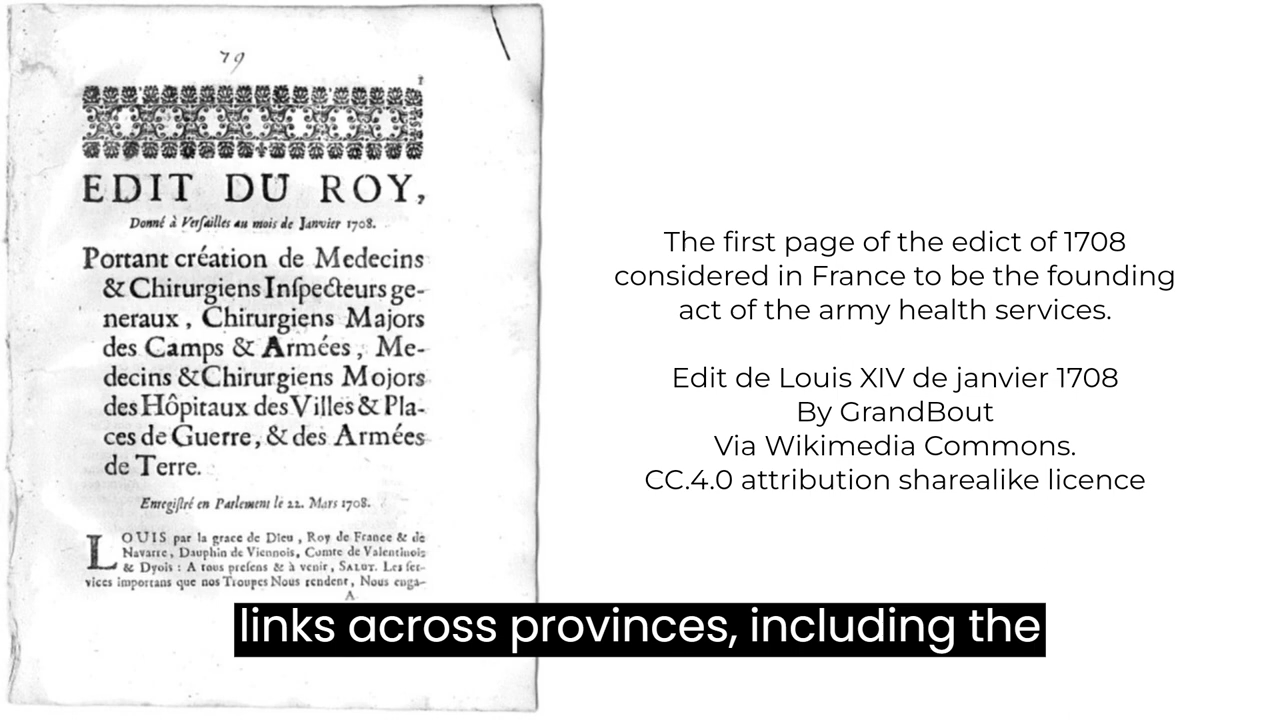 79
1
EDIT DU ROY,
Donné à Verſailles au mois de Janvier 1708.
Portant création de Medecins
& Chirurgiens Inſpecteurs ge-
neraux, Chirurgiens Majors
des Camps & Armées, Me-
decins & Chirurgiens Mojors
des Hôpitaux des Villes & Pla-
ces de Guerre, & des Armées
de Terre.
Enregiſtré en Parlement le 22. Mars 1708.
LOUIS par la grace de Dieu, Roy de France & de
Navarre, Dauphin de Viennois, Comte de Valentinois
& Dyois : A tous preſens & à venir, SALUT. Les ſer-
vices importans que nos Troupes Nous rendent, Nous enga-
A
The first page of the edict of 1708
considered in France to be the founding
act of the army health services.
Edit de Louis XIV de janvier 1708
By GrandBout
Via Wikimedia Commons.
CC.4.0 attribution sharealike licence
links across provinces, including the